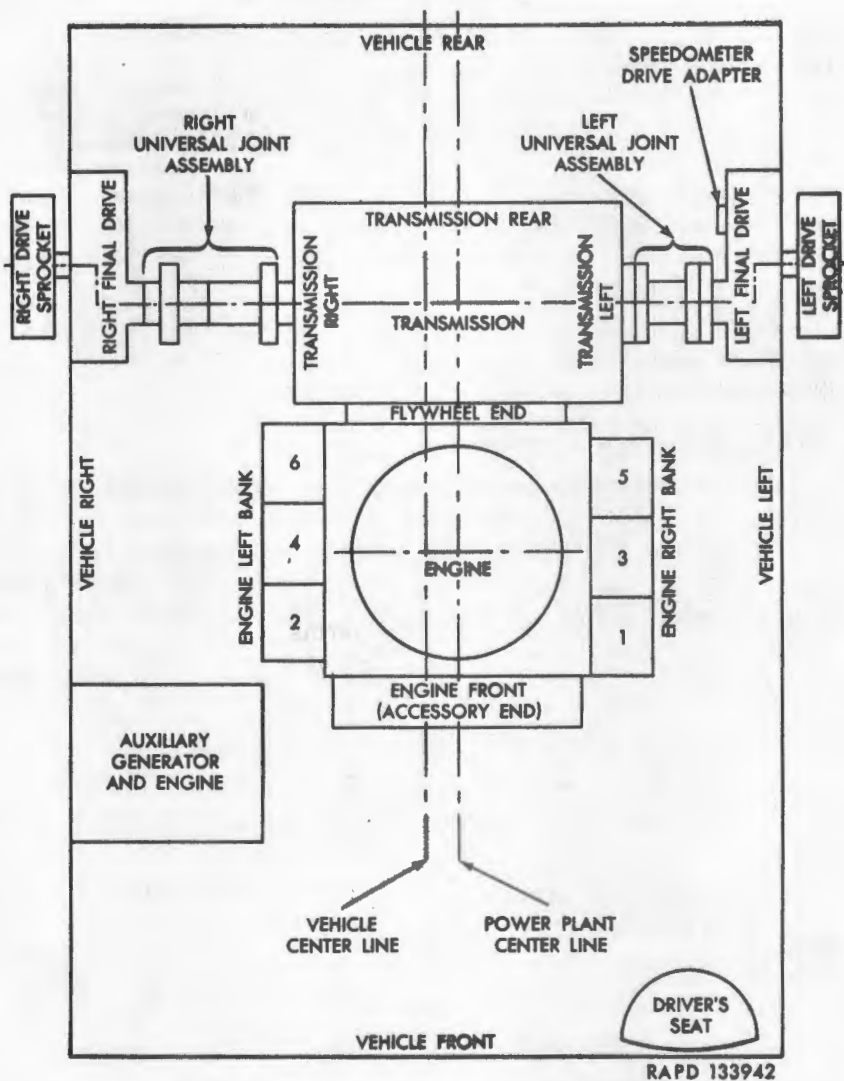 VEHICLE REAR
SPEEDOMETER
DRIVE ADAPTER
RIGHT
UNIVERSAL JOINT
ASSEMBLY
LEFT
UNIVERSAL JOINT
ASSEMBLY
RIGHT DRIVE
SPROCKET
RIGHT FINAL DRIVE
TRANSMISSION REAR
TRANSMISSION
RIGHT
TRANSMISSION
TRANSMISSION
LEFT
LEFT FINAL DRIVE
LEFT DRIVE
SPROCKET
FLYWHEEL END
VEHICLE RIGHT
ENGINE LEFT BANK
6
4
2
ENGINE
5
3
1
ENGINE RIGHT BANK
VEHICLE LEFT
ENGINE FRONT
(ACCESSORY END)
AUXILIARY
GENERATOR
AND ENGINE
VEHICLE
CENTER LINE
POWER PLANT
CENTER LINE
DRIVER'S
SEAT
VEHICLE FRONT
RAPD 133942